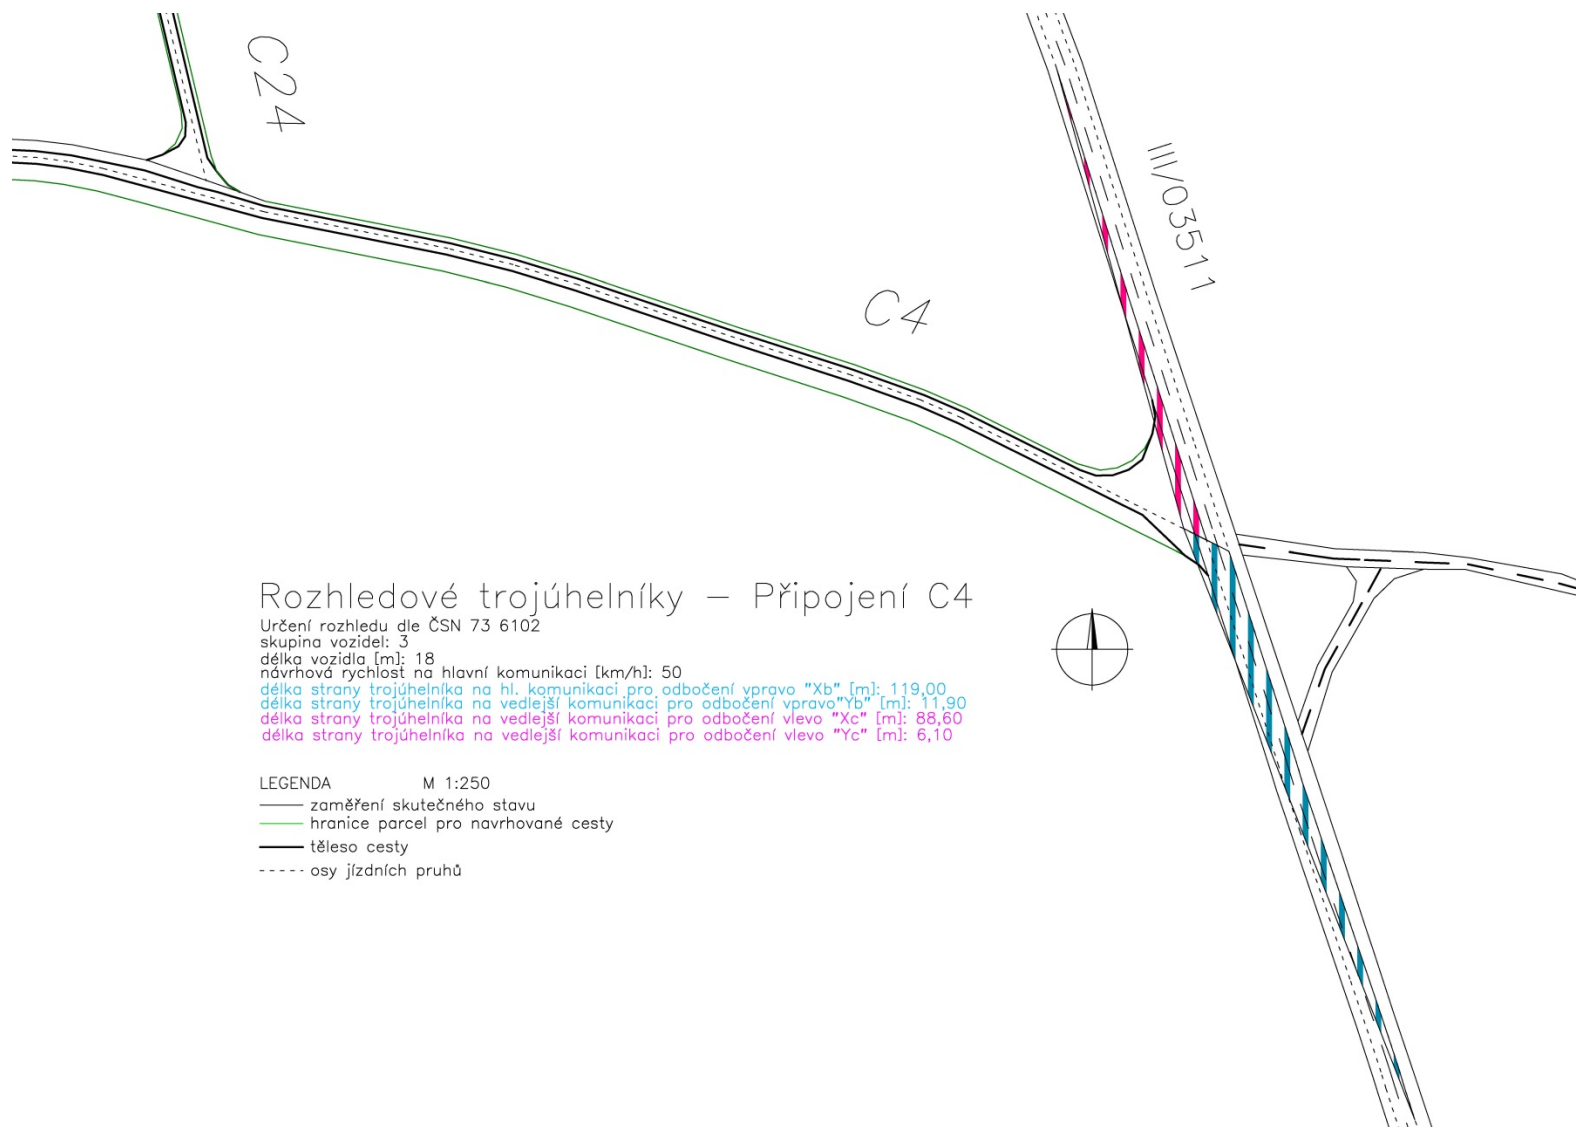 C24
III/03511
C4
Rozhledové trojúhelníky – Připojení C4
Určení rozhledu dle ČSN 73 6102
skupina vozidel: 3
délka vozidla [m]: 18
návrhová rychlost na hlavní komunikaci [km/h]: 50
délka strany trojúhelníka na hl. komunikaci pro odbočení vpravo "Xb" [m]: 119,00
délka strany trojúhelníka na vedlejší komunikaci pro odbočení vpravo"Yb" [m]: 11,90
délka strany trojúhelníka na vedlejší komunikaci pro odbočení vlevo "Xc" [m]: 88,60
délka strany trojúhelníka na vedlejší komunikaci pro odbočení vlevo "Yc" [m]: 6,10
LEGENDA M 1:250
zaměření skutečného stavu
hranice parcel pro navrhované cesty
těleso cesty
osy jízdních pruhů